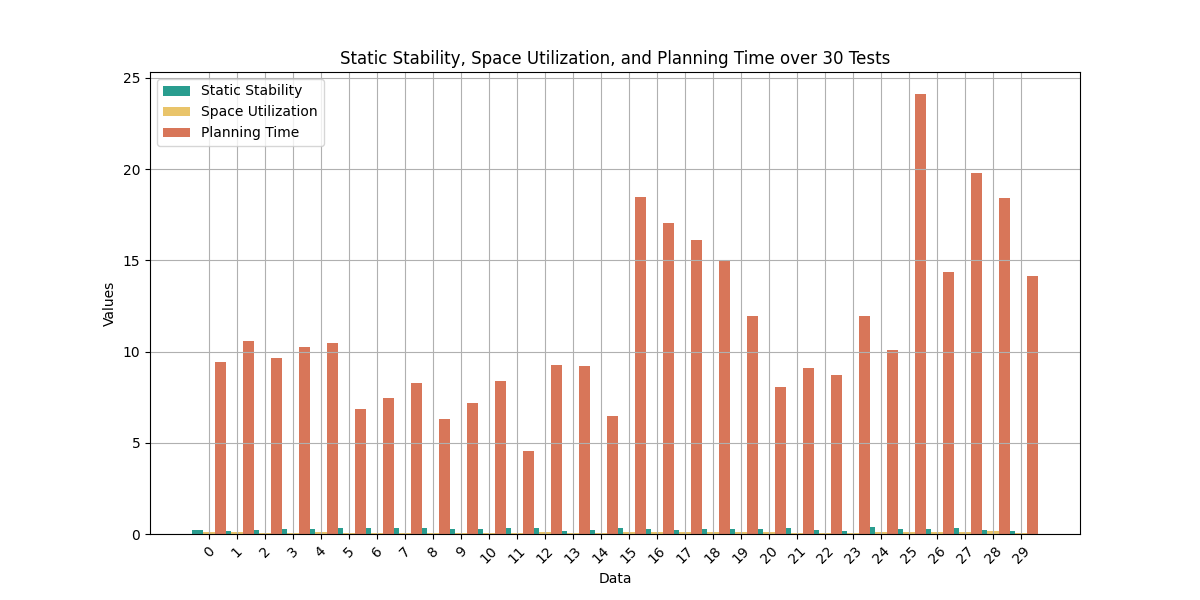 Static Stability, Space Utilization, and Planning Time over 30 Tests
Static Stability
Space Utilization
Planning Time
Values
25
20
15
10
5
0
0 1 2 3 4 5 6 7 8 9 10 11 12 13 14 15 16 17 18 19 20 21 22 23 24 25 26 27 28 29
Data